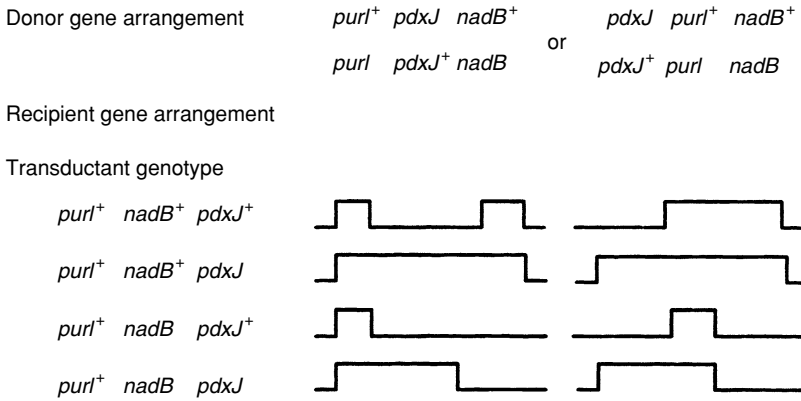 Donor gene arrangement purI⁺ pdxJ nadB⁺ or pdxJ purI⁺ nadB⁺
purI pdxJ⁺ nadB pdxJ⁺ purI nadB
Recipient gene arrangement
Transductant genotype
purI⁺ nadB⁺ pdxJ⁺
purI⁺ nadB⁺ pdxJ
purI⁺ nadB pdxJ⁺
purI⁺ nadB pdxJ